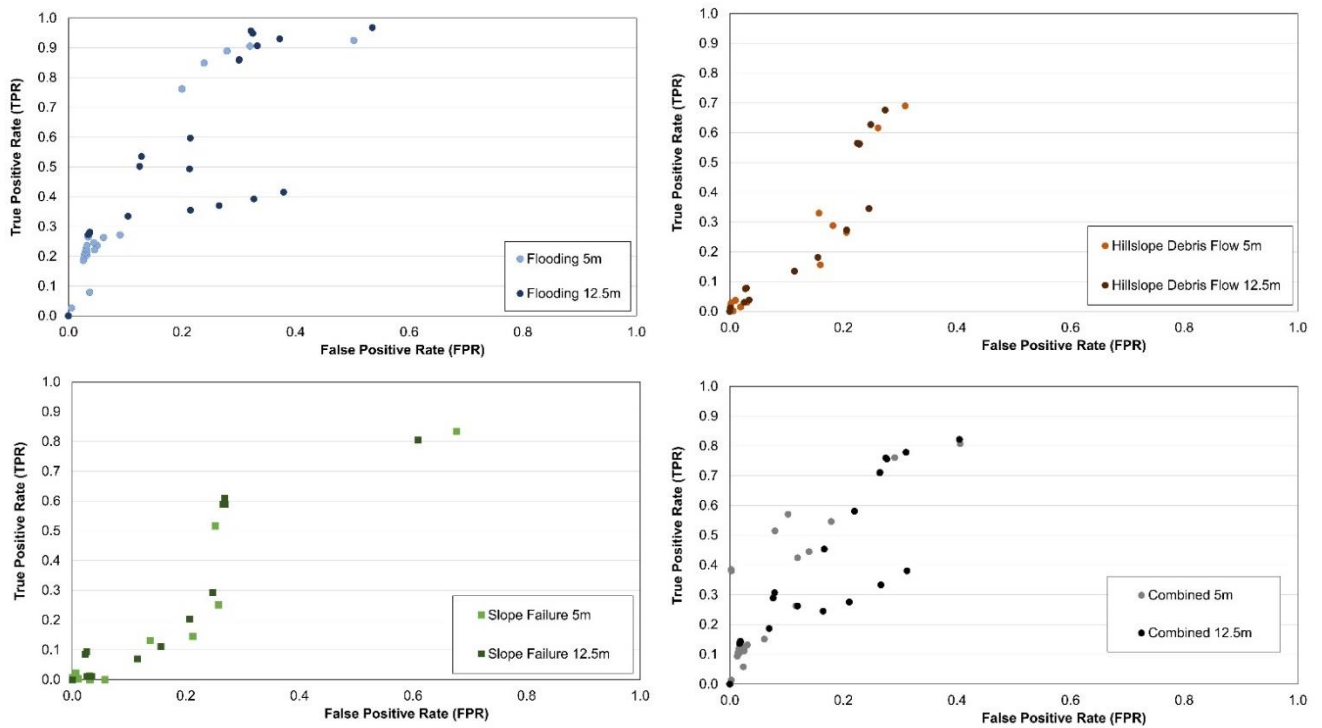 1.0
0.9
0.8
0.7
0.6
0.5
0.4
0.3
0.2
0.1
0.0
True Positive Rate (TPR)
Flooding 5m
Flooding 12.5m
0.0 0.2 0.4 0.6 0.8 1.0
False Positive Rate (FPR)
1.0
0.9
0.8
0.7
0.6
0.5
0.4
0.3
0.2
0.1
0.0
True Positive Rate (TPR)
Hillslope Debris Flow 5m
Hillslope Debris Flow 12.5m
0.0 0.2 0.4 0.6 0.8 1.0
False Positive Rate (FPR)
1.0
0.9
0.8
0.7
0.6
0.5
0.4
0.3
0.2
0.1
0.0
True Positive Rate (TPR)
Slope Failure 5m
Slope Failure 12.5m
0.0 0.2 0.4 0.6 0.8 1.0
False Positive Rate (FPR)
1.0
0.9
0.8
0.7
0.6
0.5
0.4
0.3
0.2
0.1
0.0
True Positive Rate (TPR)
Combined 5m
Combined 12.5m
0.0 0.2 0.4 0.6 0.8 1.0
False Positive Rate (FPR)